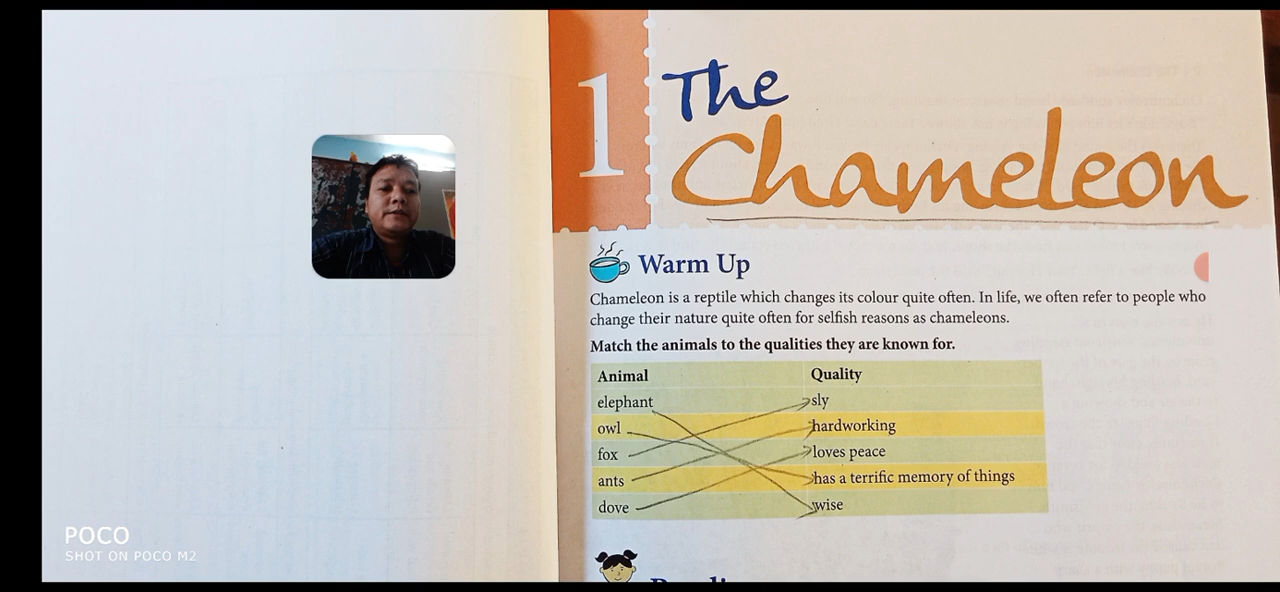 1
The
Chameleon
Warm Up
Chameleon is a reptile which changes its colour quite often. In life, we often refer to people who
change their nature quite often for selfish reasons as chameleons.
Match the animals to the qualities they are known for.
Animal Quality
elephant sly
owl hardworking
fox loves peace
ants has a terrific memory of things
dove wise
POCO
SHOT ON POCO M2